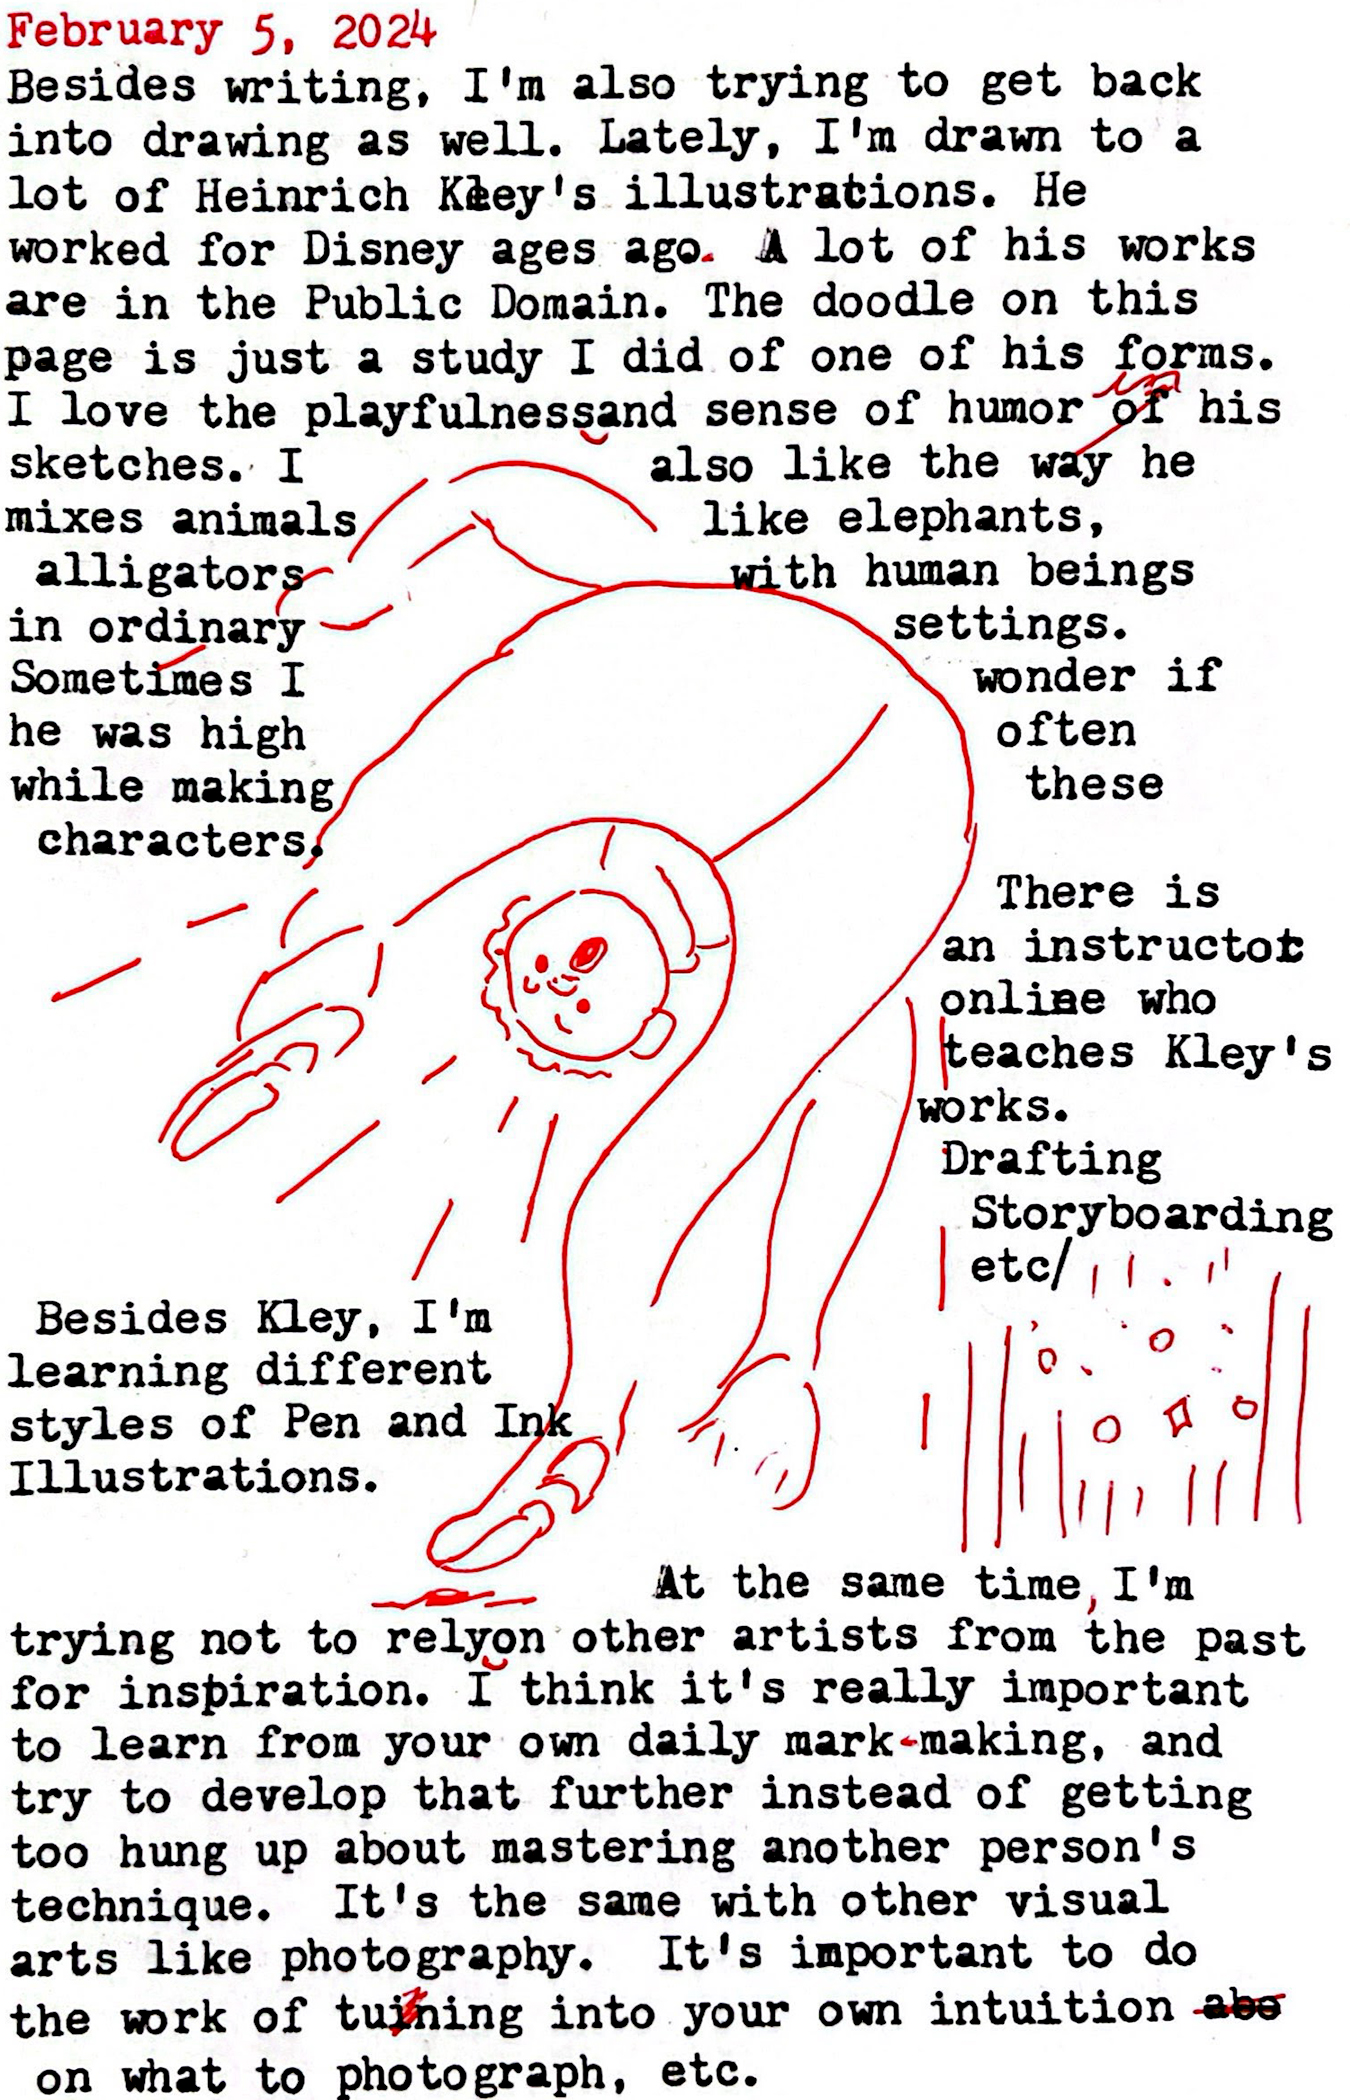 February 5, 2024
Besides writing, I'm also trying to get back
into drawing as well. Lately, I'm drawn to a
lot of Heinrich Kley's illustrations. He
worked for Disney ages ago. A lot of his works
are in the Public Domain. The doodle on this
page is just a study I did of one of his forms.
I love the playfulness and sense of humor in his
sketches. I also like the way he
mixes animals like elephants,
alligators with human beings
in ordinary settings.
Sometimes I wonder if
he was high often
while making these
characters.
There is
an instructor
online who
teaches Kley's
works.
Drafting
Storyboarding
etc/
Besides Kley, I'm
learning different
styles of Pen and Ink
Illustrations.
At the same time, I'm
trying not to rely on other artists from the past
for inspiration. I think it's really important
to learn from your own daily mark-making, and
try to develop that further instead of getting
too hung up about mastering another person's
technique. It's the same with other visual
arts like photography. It's important to do
the work of tuning into your own intuition abo
on what to photograph, etc.